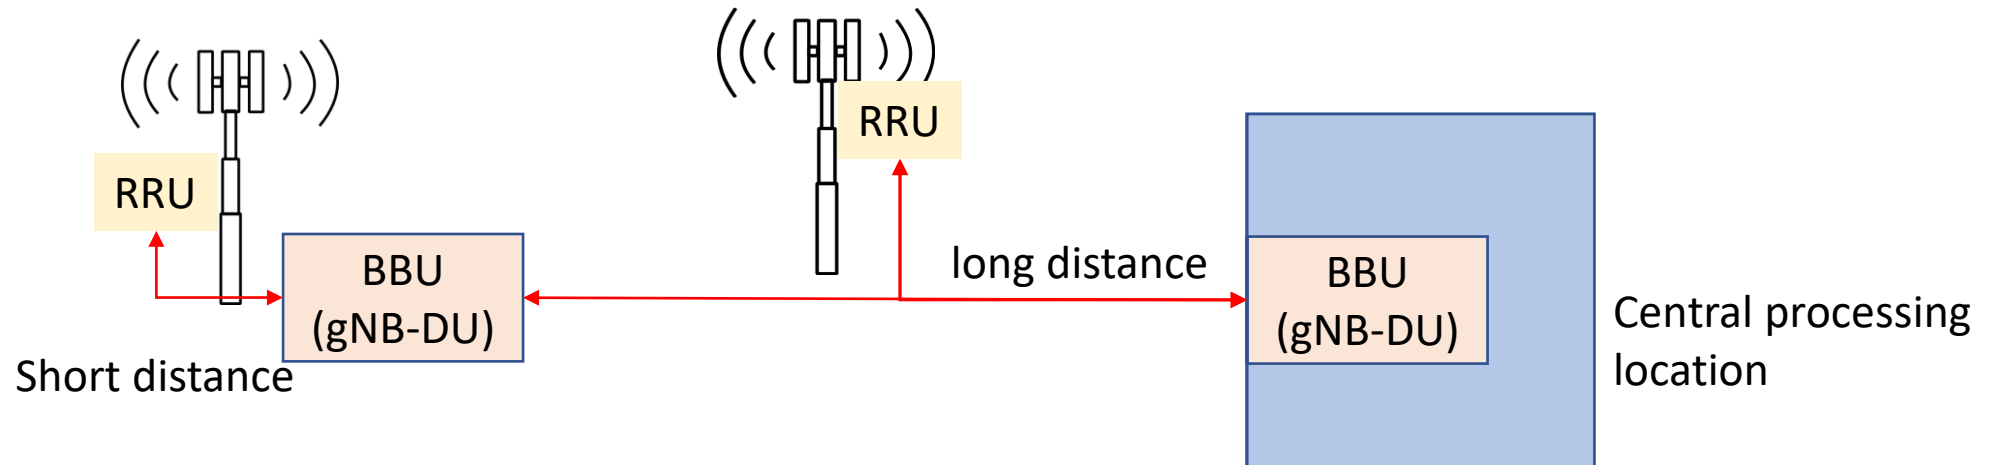 RRU
BBU
(gNB-DU)
Short distance
RRU
long distance
BBU
(gNB-DU)
Central processing
location